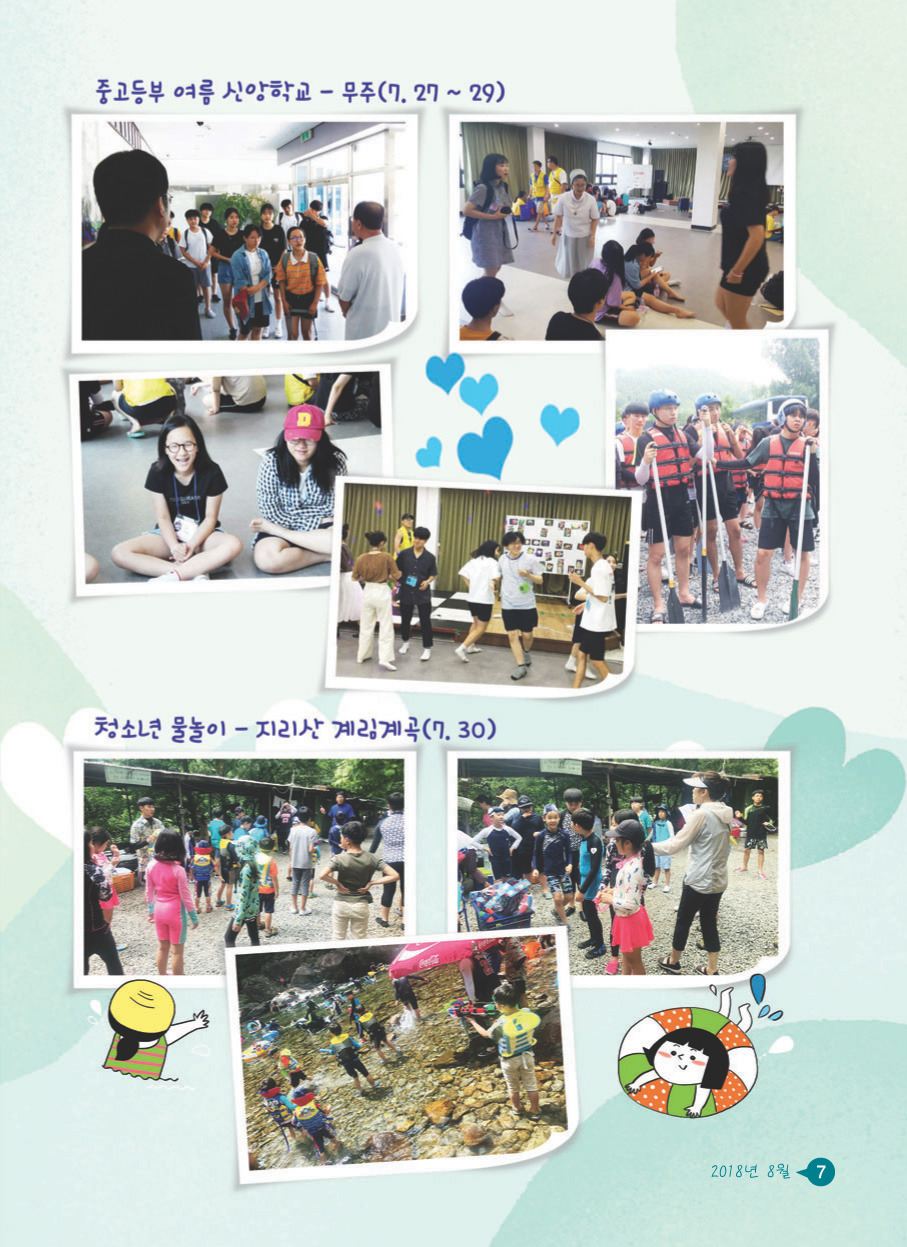 중고등부 여름 신앙학교 - 무주(7. 27 ~ 29)
D
청소년 물놀이 - 지리산 계림계곡(7. 30)
Coca-Cola
2018년 8월 7